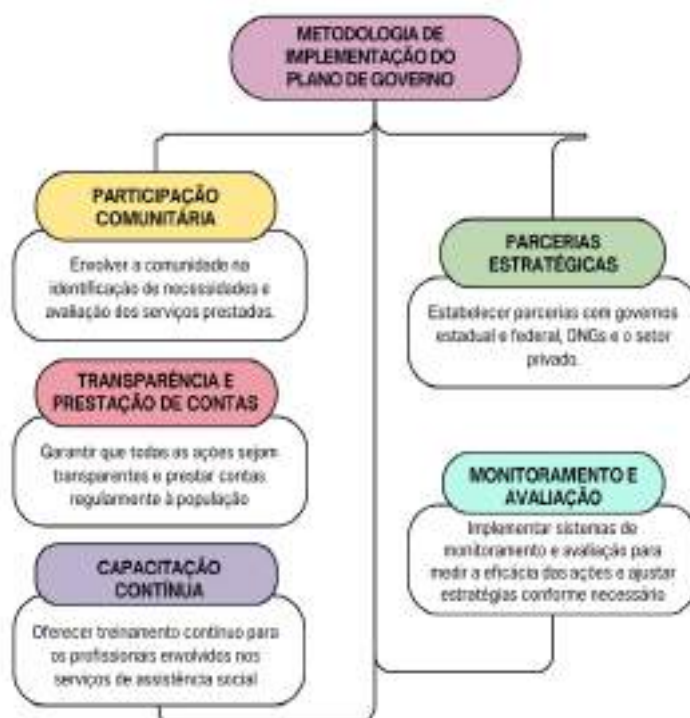 METODOLOGIA DE
IMPLEMENTAÇÃO DO
PLANO DE GOVERNO
PARTICIPAÇÃO
COMUNITÁRIA
Envolver a comunidade na
identificação de necessidades e
avaliação dos serviços prestados.
TRANSPARÊNCIA E
PRESTAÇÃO DE CONTAS
Garantir que todas as ações sejam
transparentes e prestar contas
regularmente à população
CAPACITAÇÃO
CONTÍNUA
Oferecer treinamento contínuo para
os profissionais envolvidos nos
serviços de assistência social
PARCERIAS
ESTRATÉGICAS
Estabelecer parcerias com governos
estadual e federal, ONGs e o setor
privado.
MONITORAMENTO E
AVALIAÇÃO
Implementar sistemas de
monitoramento e avaliação para
medir a eficácia das ações e ajustar
estratégias conforme necessário